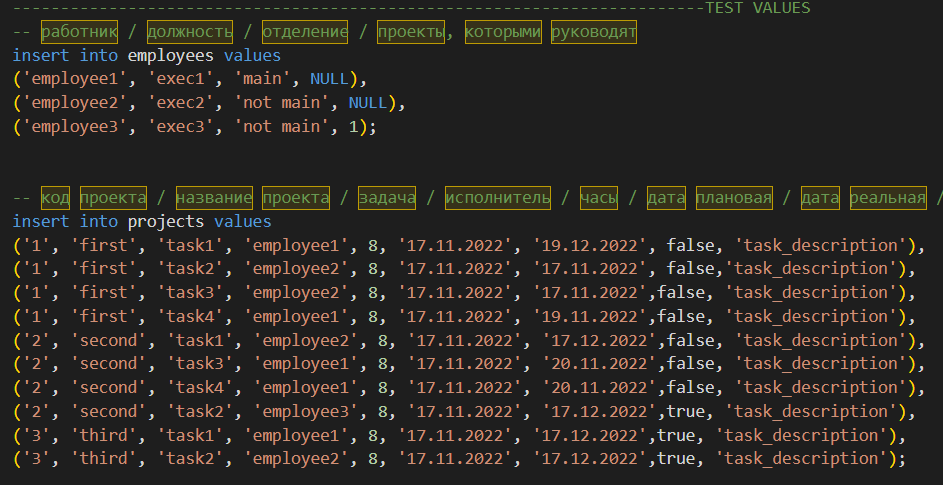 ------------------------------------------------------------------------TEST VALUES
-- работник / должность / отделение / проекты, которыми руководят
insert into employees values
('employee1', 'exec1', 'main', NULL),
('employee2', 'exec2', 'not main', NULL),
('employee3', 'exec3', 'not main', 1);
-- код проекта / название проекта / задача / исполнитель / часы / дата плановая / дата реальная /
insert into projects values
('1', 'first', 'task1', 'employee1', 8, '17.11.2022', '19.12.2022', false, 'task_description'),
('1', 'first', 'task2', 'employee2', 8, '17.11.2022', '17.11.2022', false,'task_description'),
('1', 'first', 'task3', 'employee2', 8, '17.11.2022', '17.11.2022',false, 'task_description'),
('1', 'first', 'task4', 'employee1', 8, '17.11.2022', '19.11.2022',false, 'task_description'),
('2', 'second', 'task1', 'employee2', 8, '17.11.2022', '17.12.2022',false, 'task_description'),
('2', 'second', 'task3', 'employee1', 8, '17.11.2022', '20.11.2022',false, 'task_description'),
('2', 'second', 'task4', 'employee1', 8, '17.11.2022', '20.11.2022',false, 'task_description'),
('2', 'second', 'task2', 'employee3', 8, '17.11.2022', '17.12.2022',true, 'task_description'),
('3', 'third', 'task1', 'employee1', 8, '17.11.2022', '17.12.2022',true, 'task_description'),
('3', 'third', 'task2', 'employee2', 8, '17.11.2022', '17.12.2022',true, 'task_description');